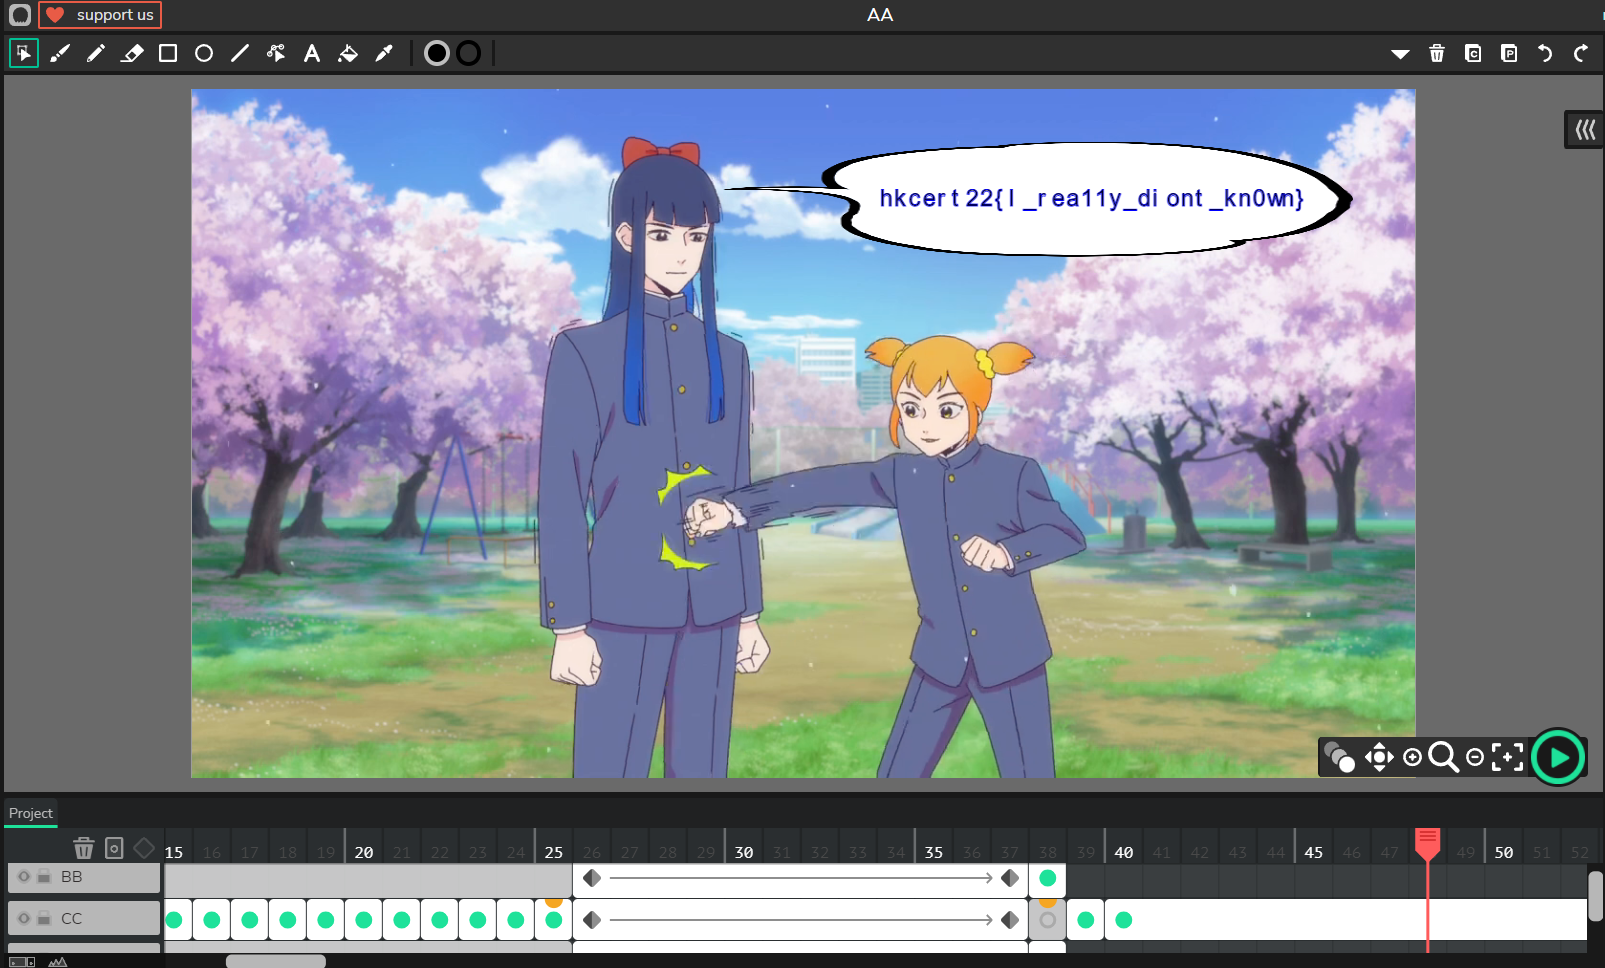 support us
AA
hkcert22{I_rea11y_diont_kn0wn}
Project
15 16 17 18 19 20 21 22 23 24 25 26 27 28 29 30 31 32 33 34 35 36 37 38 39 40 41 42 43 44 45 46 47 49 50 51 52
BB
CC